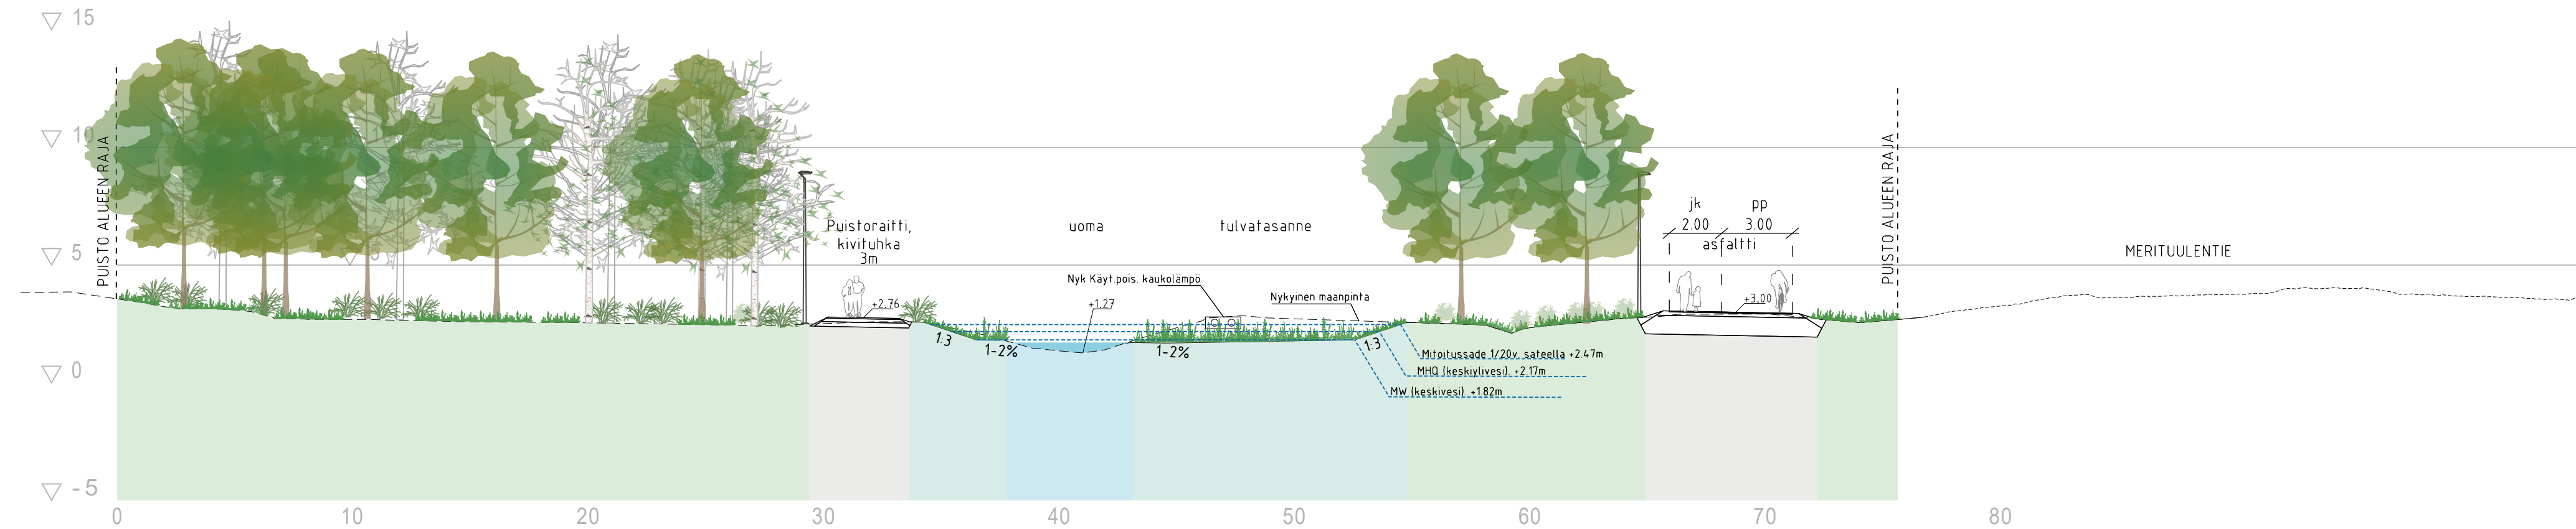 15
10
5
0
-5
PUISTO ALUEEN RAJA
Puistoraitti,
kivituhka
3m
+2.76
uoma
tulvatasanne
Nyk Käyt.pois. kaukolämpö
+1.27
Nykyinen maanpinta
1:3
1-2%
1-2%
1:3
Mitoitussade 1/20v. sateella +2.47m
MHQ (keskiylivesi). +2.17m
MW (keskivesi). +1.82m
jk pp
2.00 3.00
asfaltti
+3.00
PUISTO ALUEEN RAJA
MERITUULENTIE
0 10 20 30 40 50 60 70 80